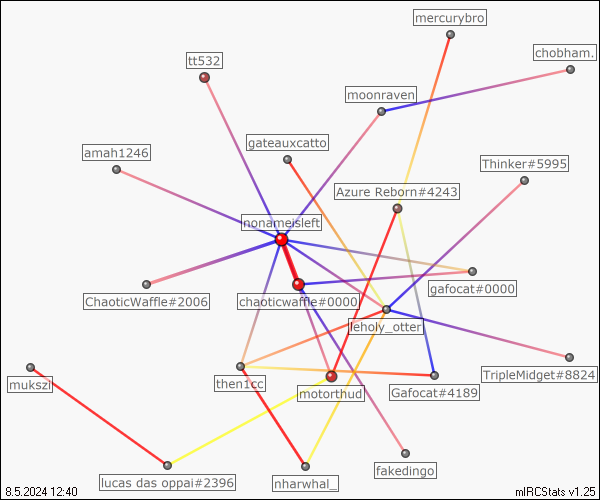 mercurybro
chobham.
tt532
moonraven
gateauxcatto
amah1246
Thinker#5995
Azure Reborn#4243
nonameisleft
ChaoticWaffle#2006
chaoticwaffle#0000
gafocat#0000
leholy_otter
TripleMidget#8824
mukszi
then1cc
motorthud
Gafocat#4189
fakedingo
lucas das oppai#2396
nharwhal_
8.5.2024 12:40
mIRCStats v1.25